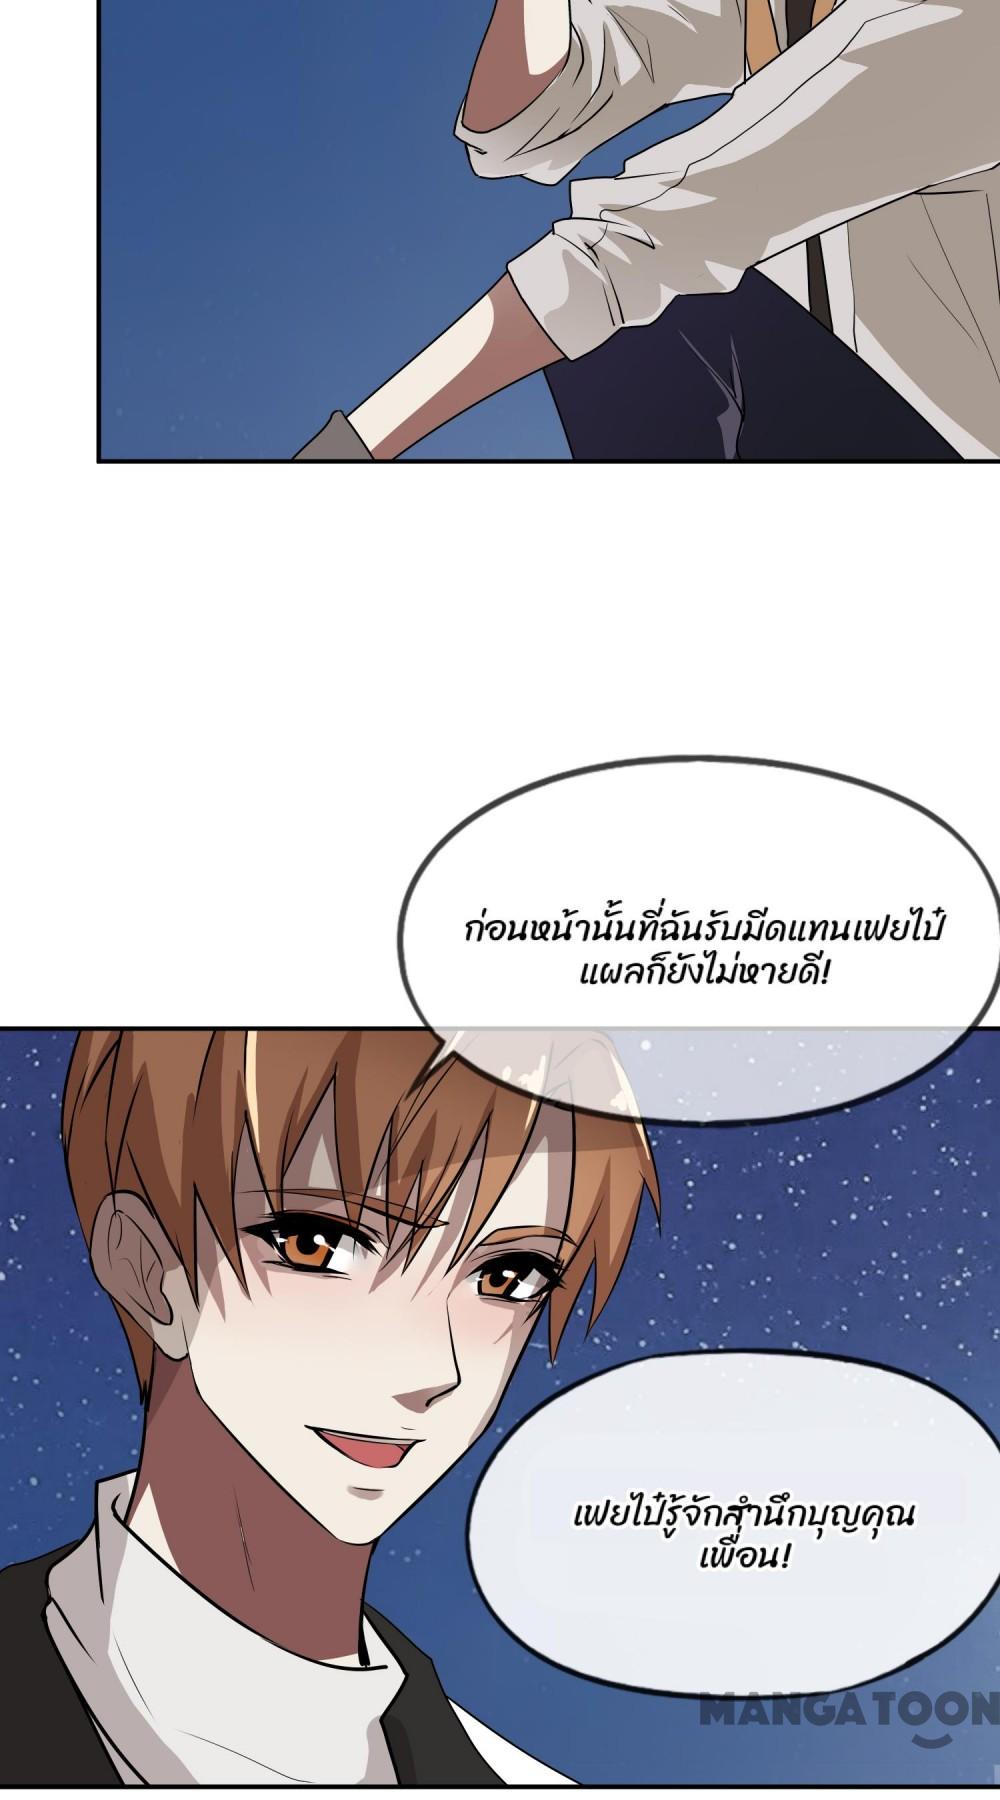 ก่อนหน้านั้นที่ฉันรับมีดแทนเฟยไป๋
แผลก็ยังไม่หายดี!
เฟยไป๋รู้จักสำนึกบุญคุณ
เพื่อน!
MANGATOON